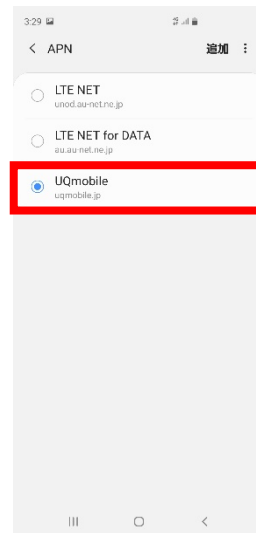 3:29
APN
追加
LTE NET
unod.au-net.ne.jp
LTE NET for DATA
au.au-net.ne.jp
UQmobile
uqmobile.jp